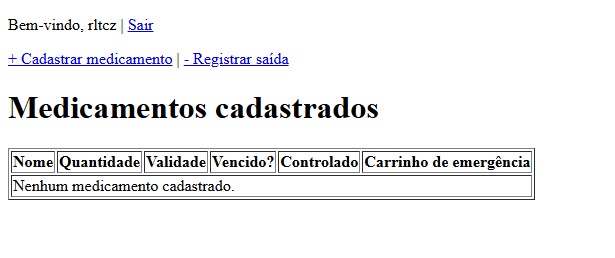 Bem-vindo, rltcz | Sair
+ Cadastrar medicamento | - Registrar saída
Medicamentos cadastrados
Nome Quantidade Validade Vencido? Controlado Carrinho de emergência
Nenhum medicamento cadastrado.